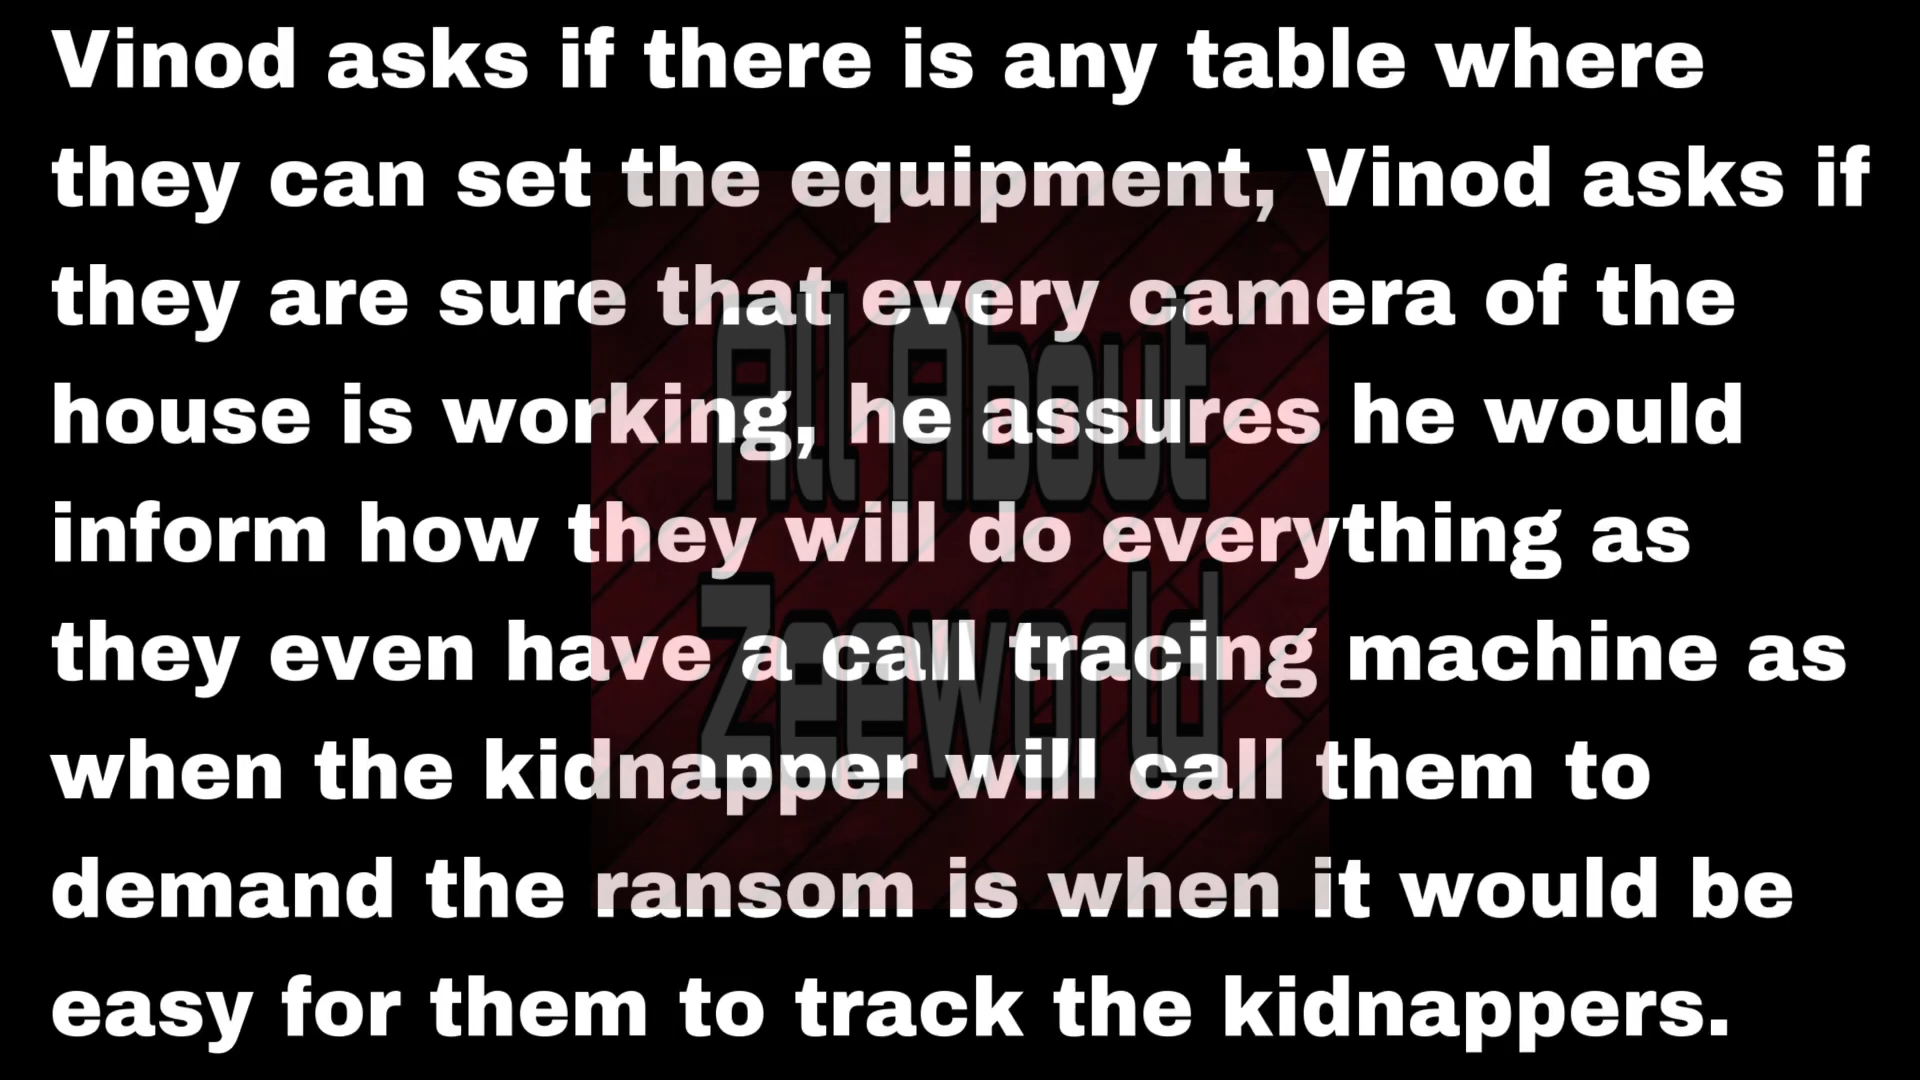 Vinod asks if there is any table where
they can set the equipment, Vinod asks if
they are sure that every camera of the
house is working, he assures he would
inform how they will do everything as
they even have a call tracing machine as
when the kidnapper will call them to
demand the ransom is when it would be
easy for them to track the kidnappers.
All About
Zeeworld